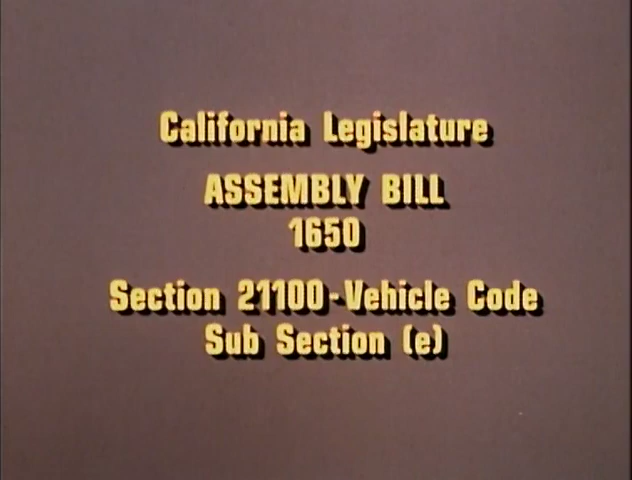 California Legislature
ASSEMBLY BILL
1650
Section 21100-Vehicle Code
Sub Section (e)